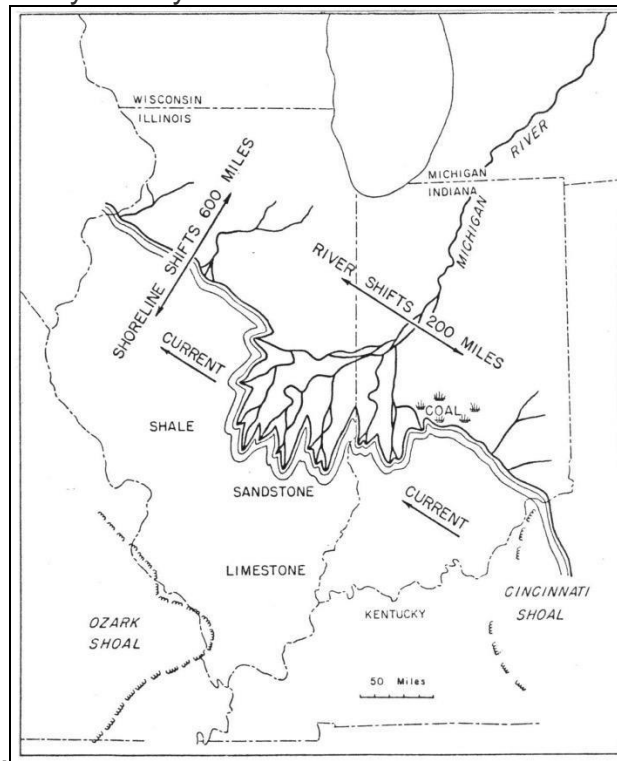 WISCONSIN
ILLINOIS
MICHIGAN
INDIANA
RIVER
MICHIGAN
SHORELINE SHIFTS 600 MILES
RIVER SHIFTS 200 MILES
CURRENT
SHALE
COAL
SANDSTONE
CURRENT
LIMESTONE
OZARK
SHOAL
KENTUCKY
CINCINNATI
SHOAL
50 Miles